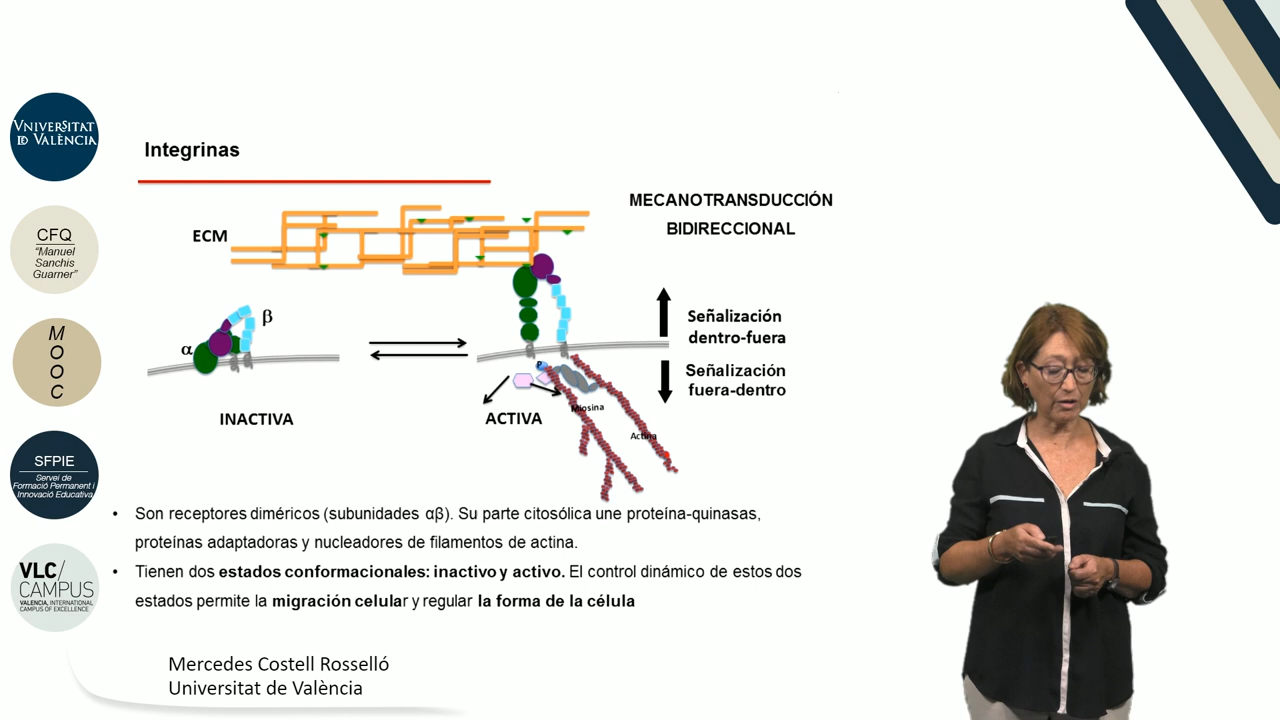 VNIVERSITAT
ID VALÈNCIA
CFQ
"Manuel
Sanchis
Guarner"
M
O
O
C
SFPIE
Servei de
Formació Permanent i
Innovació Educativa
VLC/
CAMPUS
VALENCIA, INTERNATIONAL
CAMPUS OF EXCELLENCE
Integrinas
MECANOTRANSDUCCIÓN
BIDIRECCIONAL
ECM
α
β
INACTIVA
P
ACTIVA
Miosina
Actina
Señalización
dentro-fuera
Señalización
fuera-dentro
• Son receptores diméricos (subunidades αβ). Su parte citosólica une proteína-quinasas,
proteínas adaptadoras y nucleadores de filamentos de actina.
• Tienen dos estados conformacionales: inactivo y activo. El control dinámico de estos dos
estados permite la migración celular y regular la forma de la célula
Mercedes Costell Rosselló
Universitat de València